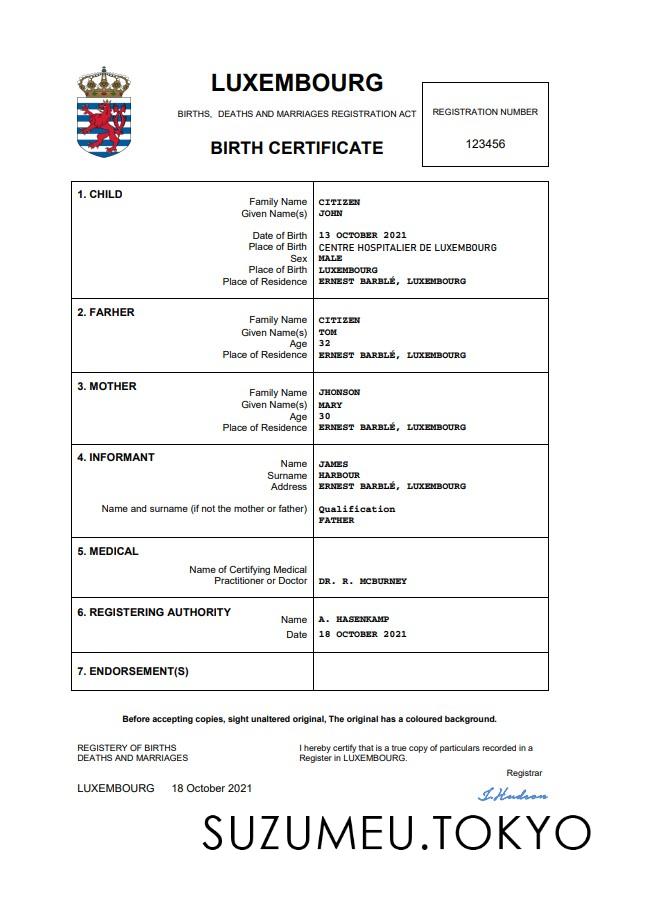 LUXEMBOURG
BIRTHS, DEATHS AND MARRIAGES REGISTRATION ACT
BIRTH CERTIFICATE
REGISTRATION NUMBER
123456
1. CHILD
Family Name CITIZEN
Given Name(s) JOHN
Date of Birth 13 OCTOBER 2021
Place of Birth CENTRE HOSPITALIER DE LUXEMBOURG
Sex MALE
Place of Birth LUXEMBOURG
Place of Residence ERNEST BARBLÉ, LUXEMBOURG
2. FARHER
Family Name CITIZEN
Given Name(s) TOM
Age 32
Place of Residence ERNEST BARBLÉ, LUXEMBOURG
3. MOTHER
Family Name JHONSON
Given Name(s) MARY
Age 30
Place of Residence ERNEST BARBLÉ, LUXEMBOURG
4. INFORMANT
Name JAMES
Surname HARBOUR
Address ERNEST BARBLÉ, LUXEMBOURG
Name and surname (if not the mother or father) Qualification
FATHER
5. MEDICAL
Name of Certifying Medical
Practitioner or Doctor DR. R. MCBURNEY
6. REGISTERING AUTHORITY
Name A. HASENKAMP
Date 18 OCTOBER 2021
7. ENDORSEMENT(S)
Before accepting copies, sight unaltered original, The original has a coloured background.
REGISTERY OF BIRTHS
DEATHS AND MARRIAGES
I hereby certify that is a true copy of particulars recorded in a
Register in LUXEMBOURG.
Registrar
LUXEMBOURG 18 October 2021
J.Hudson
SUZUMEU.TOKYO